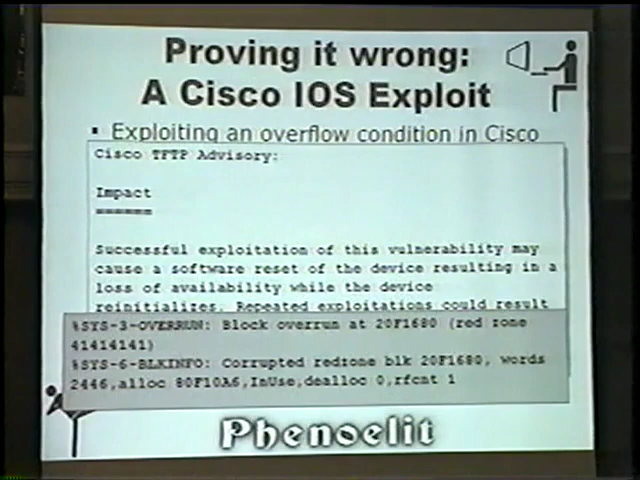 Proving it wrong:
A Cisco IOS Exploit
▪ Exploiting an overflow condition in Cisco
Cisco TFTP Advisory:
Impact
======
Successful exploitation of this vulnerability may
cause a software reset of the device resulting in a
loss of availability while the device
reinitializes. Repeated exploitations could result
%SYS-3-OVERRUN: Block overrun at 20F1680 (red zone
41414141)
%SYS-6-BLKINFO: Corrupted redzone blk 20F1680, words
2446,alloc 80F10A6,InUse,dealloc 0,rfcnt 1
Phenoelit